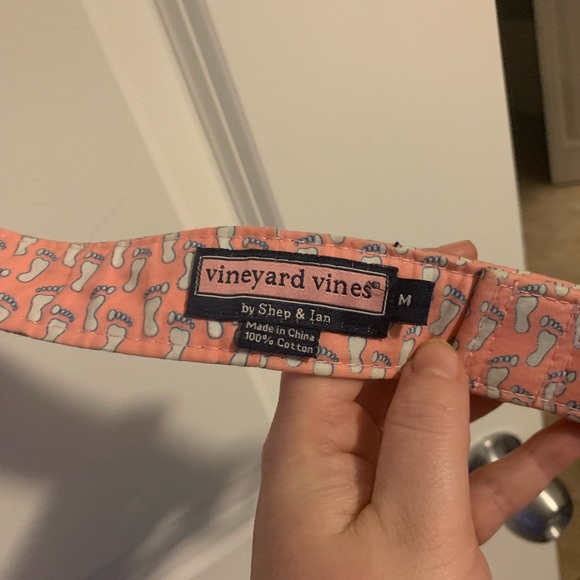 vineyard vines®
by Shep & Ian
M
Made in China
100% Cotton